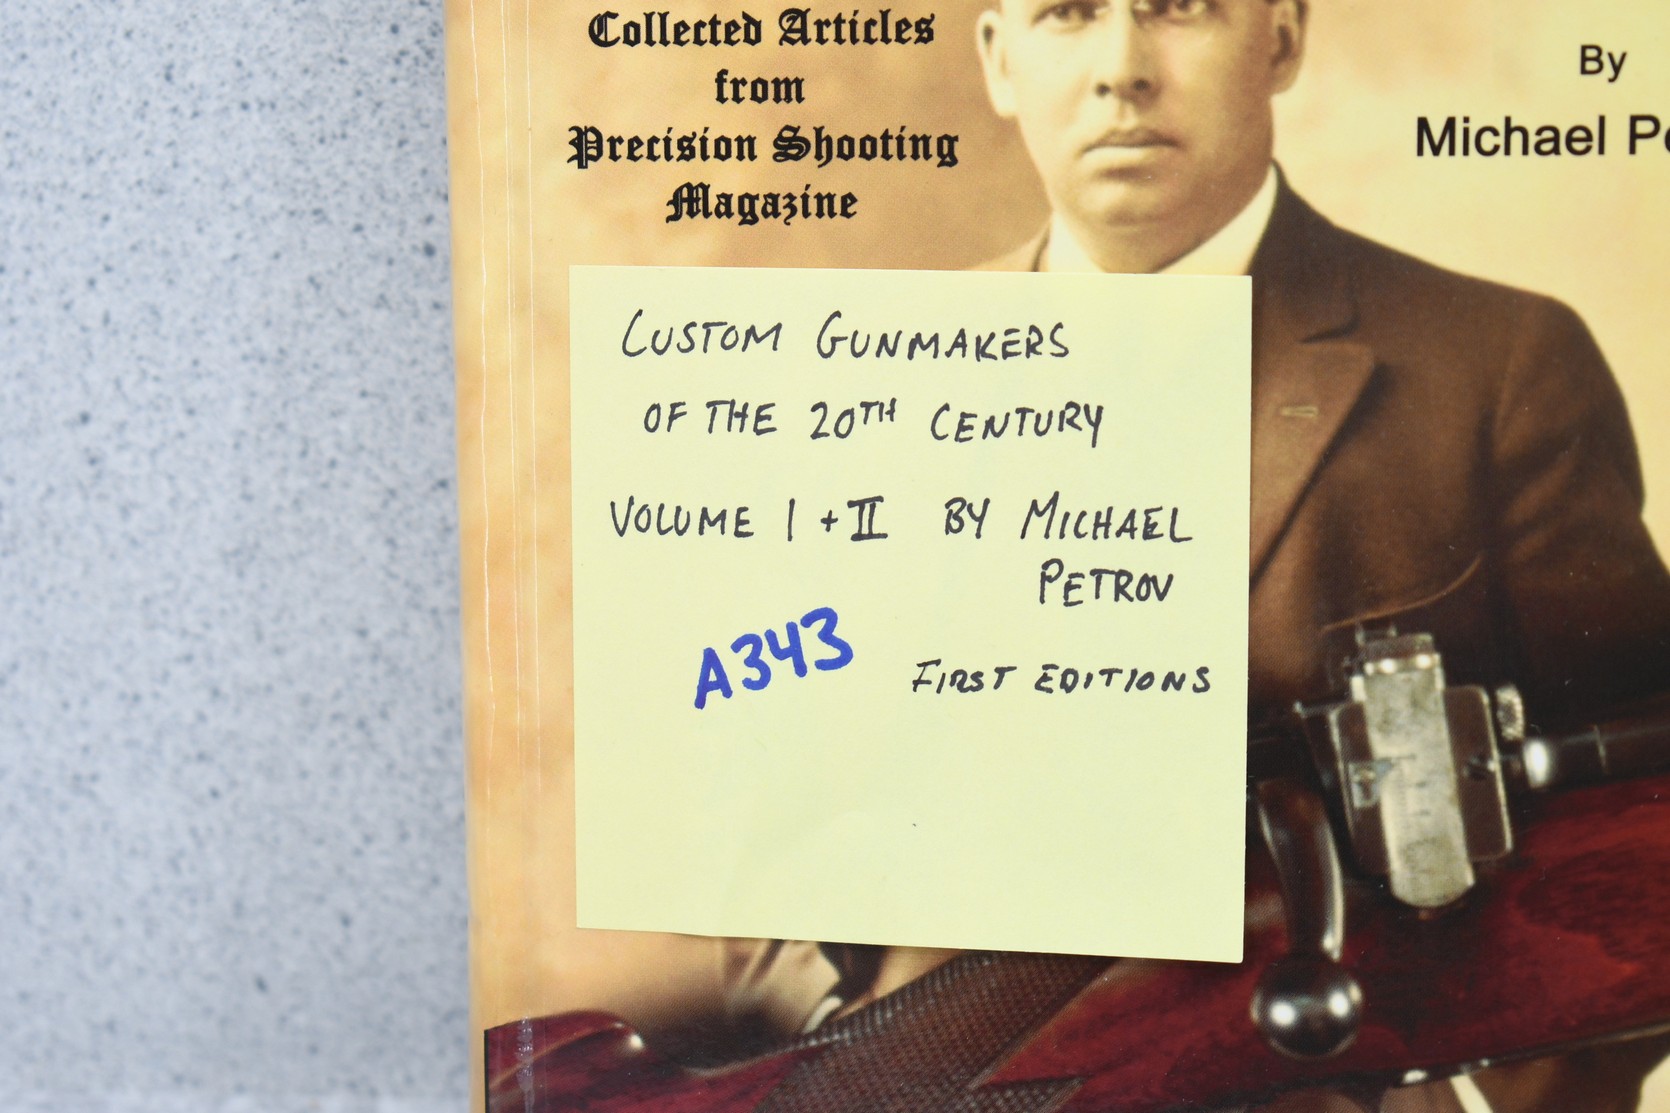 Collected Articles
from
Precision Shooting
Magazine
By
Michael Pe
CUSTOM GUNMAKERS
OF THE 20TH CENTURY
VOLUME I + II BY MICHAEL
PETROV
A343
FIRST EDITIONS